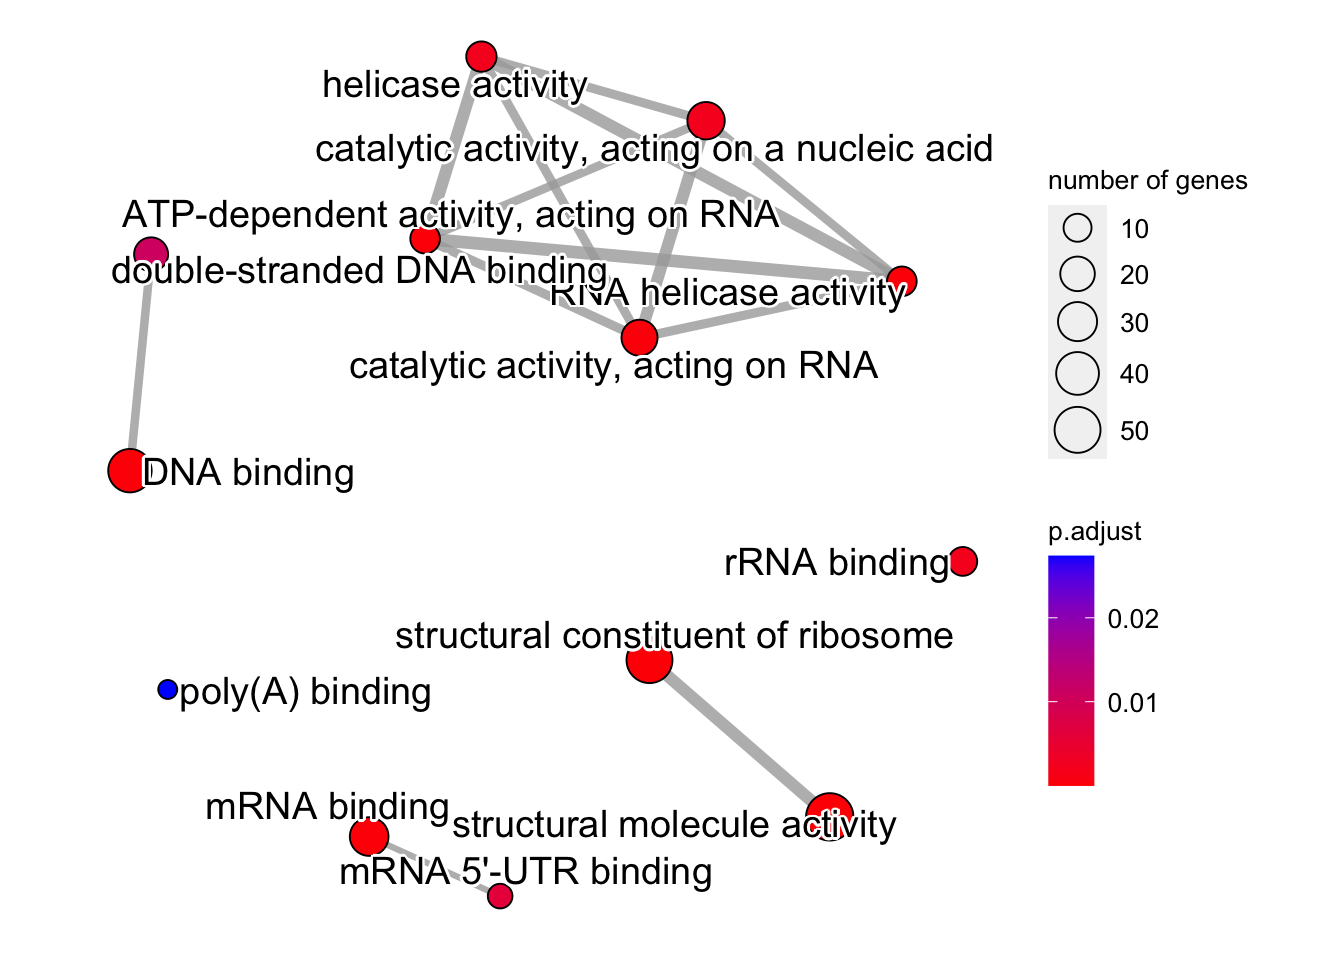 helicase activity
catalytic activity, acting on a nucleic acid
ATP-dependent activity, acting on RNA
double-stranded DNA binding
RNA helicase activity
catalytic activity, acting on RNA
DNA binding
rRNA binding
structural constituent of ribosome
poly(A) binding
mRNA binding
structural molecule activity
mRNA 5'-UTR binding
number of genes
10
20
30
40
50
p.adjust
0.02
0.01